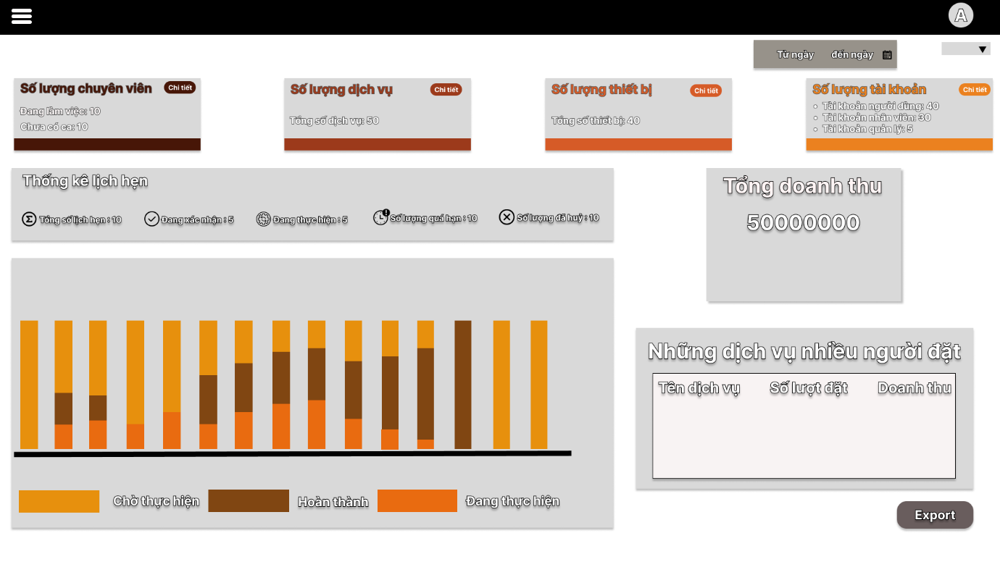 A
Từ ngày đến ngày
Số lượng chuyên viên Chi tiết
Đang làm việc: 10
Chưa có ca: 10
Số lượng dịch vụ Chi tiết
Tổng số dịch vụ: 50
Số lượng thiết bị Chi tiết
Tổng số thiết bị: 40
Số lượng tài khoản Chi tiết
• Tài khoản người dùng: 40
• Tài khoản nhân viên: 30
• Tài khoản quản lý: 5
Thống kê lịch hẹn
Tổng số lịch hẹn : 10 Đang xác nhận : 5 Đang thực hiện : 5 Số lượng quá hạn : 10 Số lượng đã huỷ : 10
Tổng doanh thu
50000000
Những dịch vụ nhiều người đặt
Tên dịch vụ Số lượt đặt Doanh thu
Chờ thực hiện Hoàn thành Đang thực hiện
Export